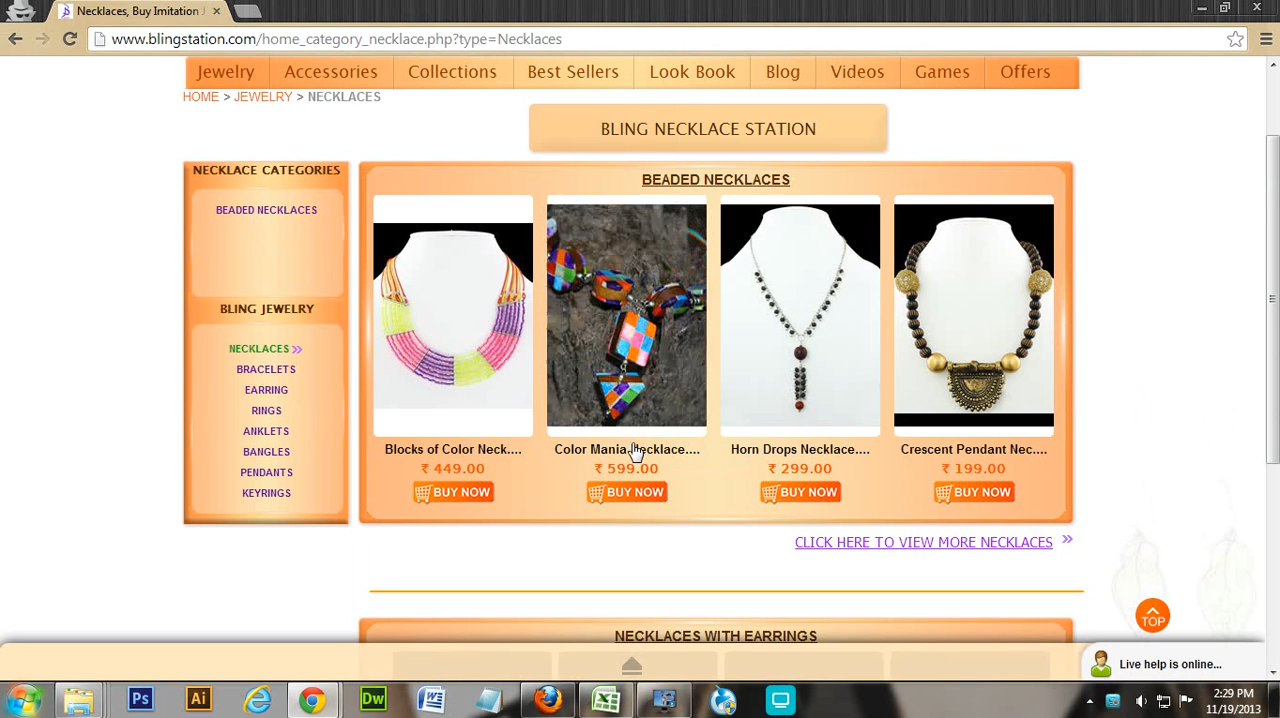 Necklaces, Buy Imitation J
www.blingstation.com/home_category_necklace.php?type=Necklaces
Jewelry Accessories Collections Best Sellers Look Book Blog Videos Games Offers
HOME > JEWELRY > NECKLACES
BLING NECKLACE STATION
NECKLACE CATEGORIES
BEADED NECKLACES
BLING JEWELRY
NECKLACES
BRACELETS
EARRING
RINGS
ANKLETS
BANGLES
PENDANTS
KEYRINGS
BEADED NECKLACES
Blocks of Color Neck.... Color Mania Necklace.... Horn Drops Necklace.... Crescent Pendant Nec....
₹ 449.00 ₹ 599.00 ₹ 299.00 ₹ 199.00
BUY NOW BUY NOW BUY NOW BUY NOW
CLICK HERE TO VIEW MORE NECKLACES
TOP
NECKLACES WITH EARRINGS
Live help is online...
Ps Ai Dw
2:29 PM
11/19/2013